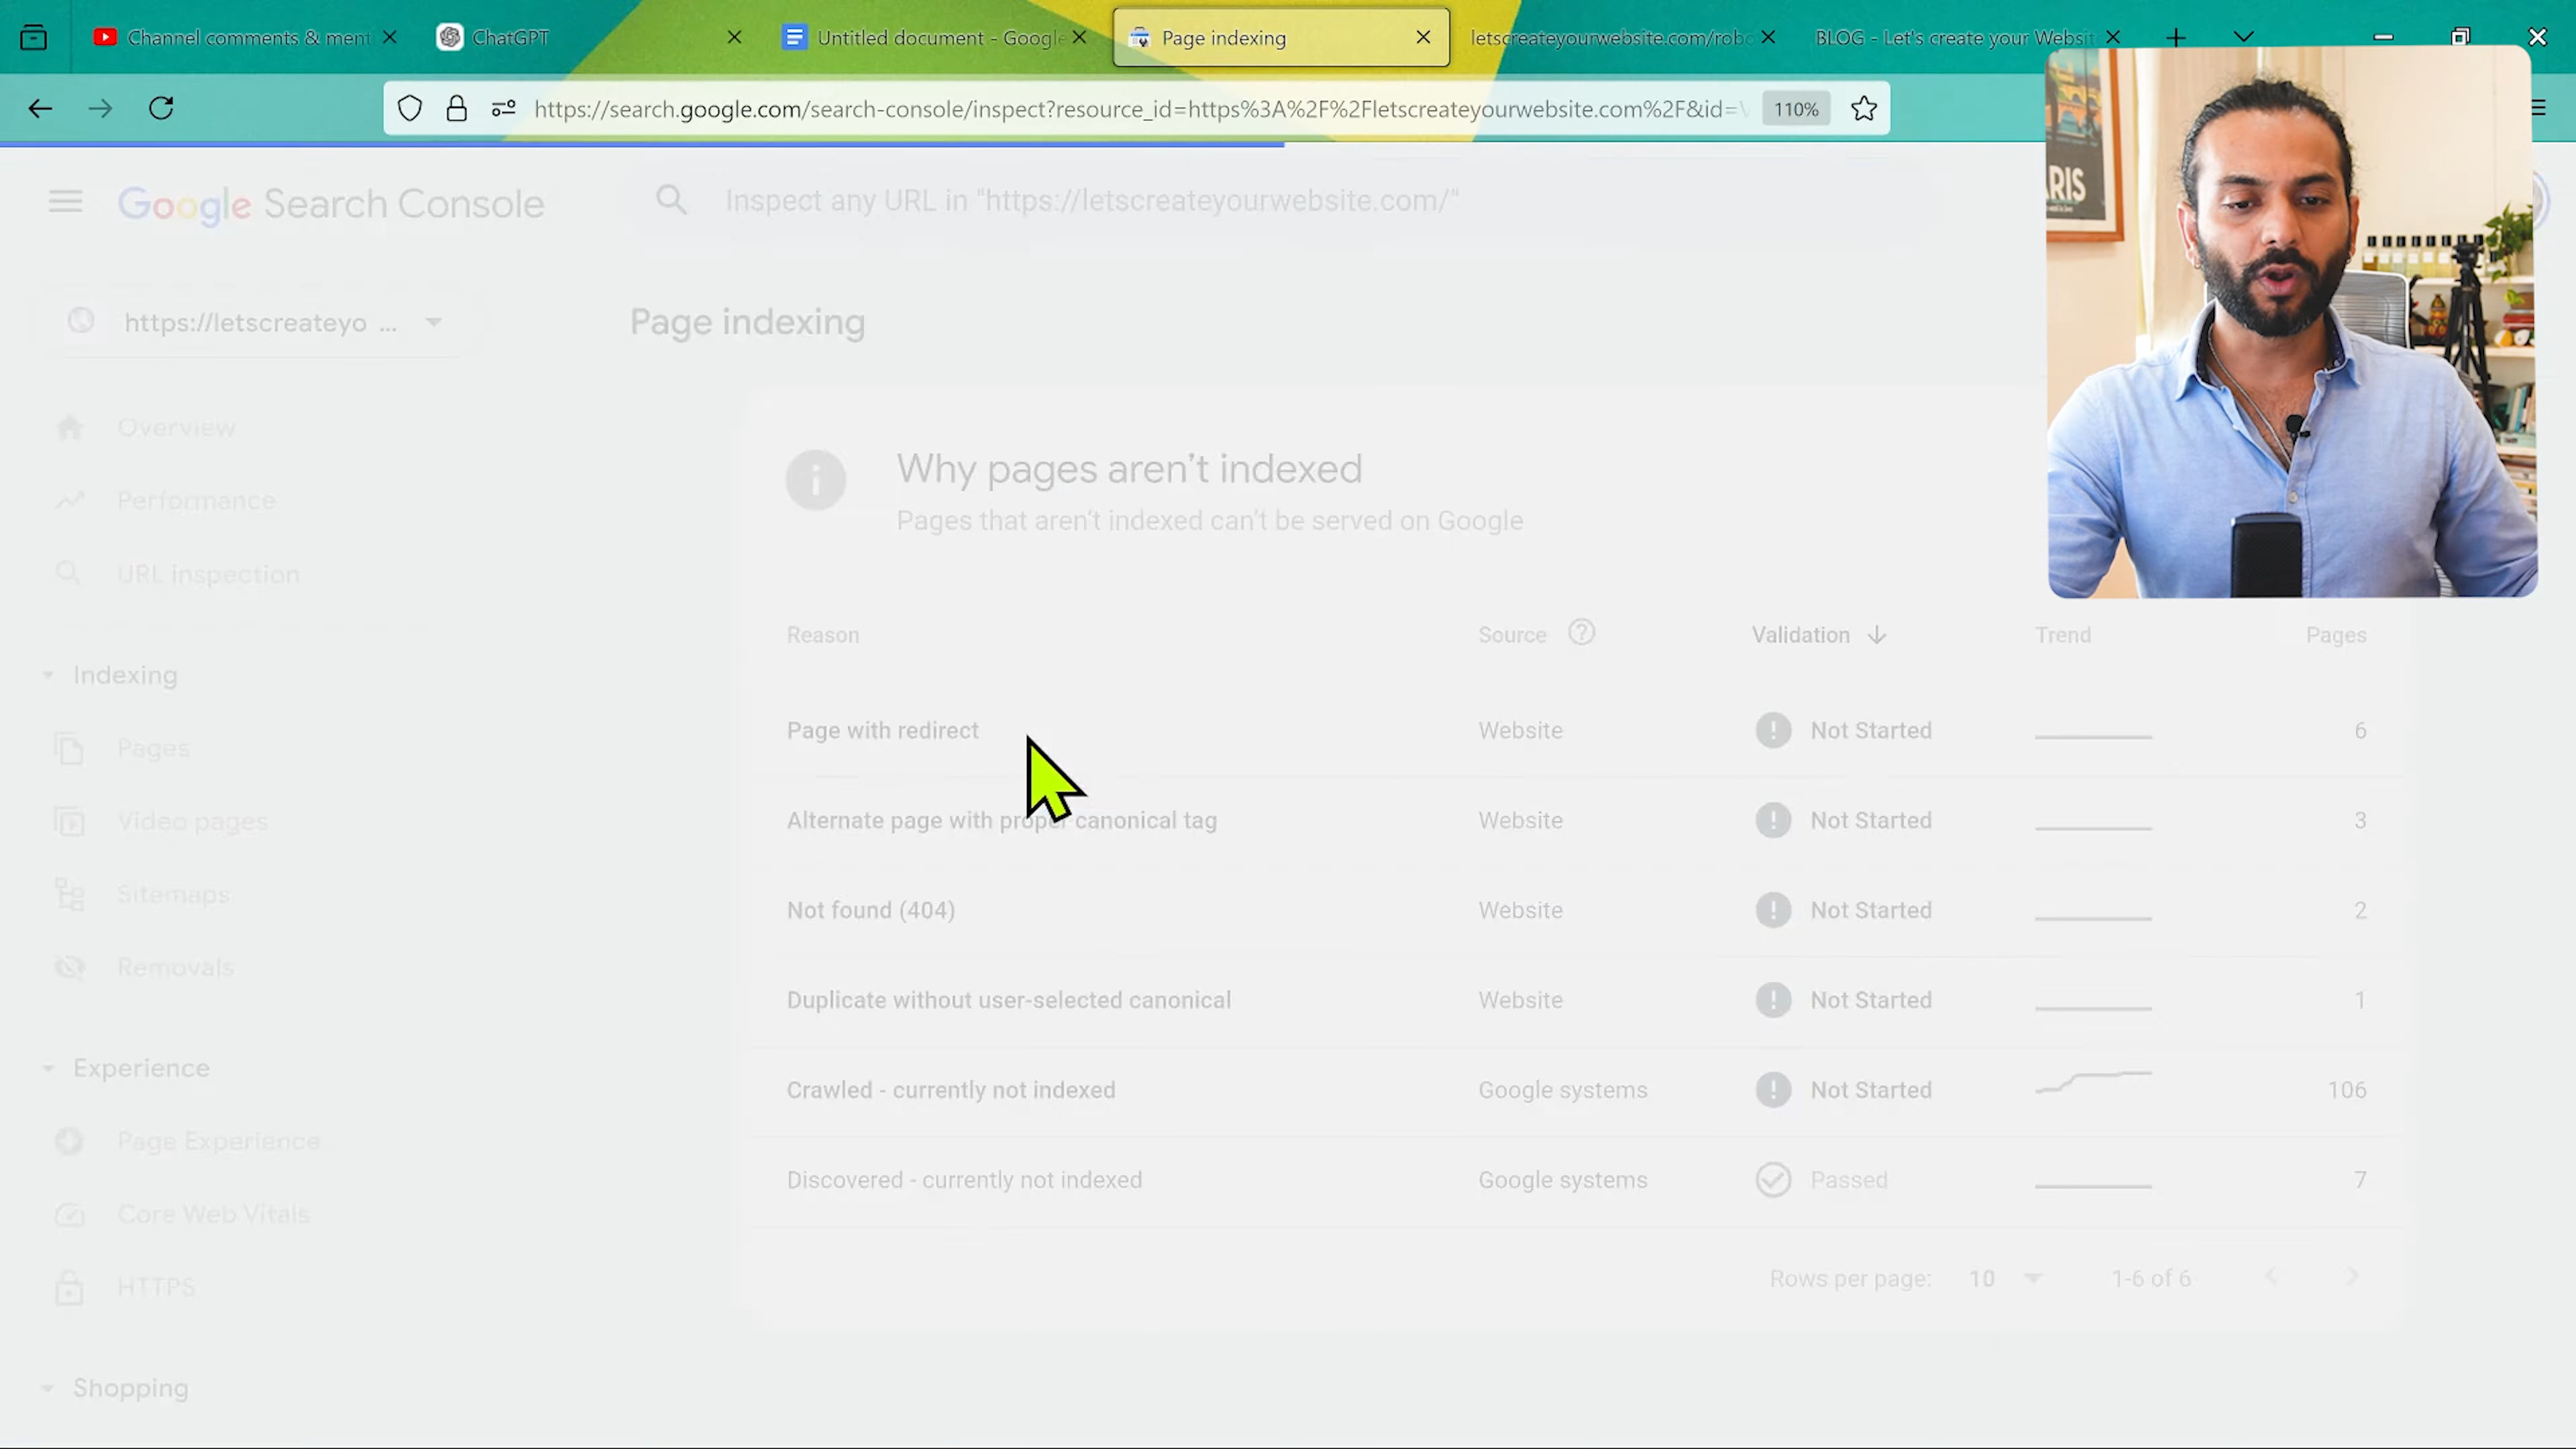 Channel comments & ment
ChatGPT
Untitled document - Google
Page indexing
letscreateyourwebsite.com/robo
BLOG - Let's create your Websit
https://search.google.com/search-console/inspect?resource_id=https%3A%2F%2Fletscreateyourwebsite.com%2F&id=V
110%
ARIS
Google Search Console
Inspect any URL in "https://letscreateyourwebsite.com/"
https://letscreateyo ...
Page indexing
Overview
Performance
URL inspection
Indexing
Pages
Video pages
Sitemaps
Removals
Experience
Page Experience
Core Web Vitals
HTTPS
Shopping
Why pages aren't indexed
Pages that aren't indexed can't be served on Google
Reason Source Validation Trend Pages
Page with redirect Website Not Started 6
Alternate page with proper canonical tag Website Not Started 3
Not found (404) Website Not Started 2
Duplicate without user-selected canonical Website Not Started 1
Crawled - currently not indexed Google systems Not Started 106
Discovered - currently not indexed Google systems Passed 7
Rows per page: 10 1-6 of 6